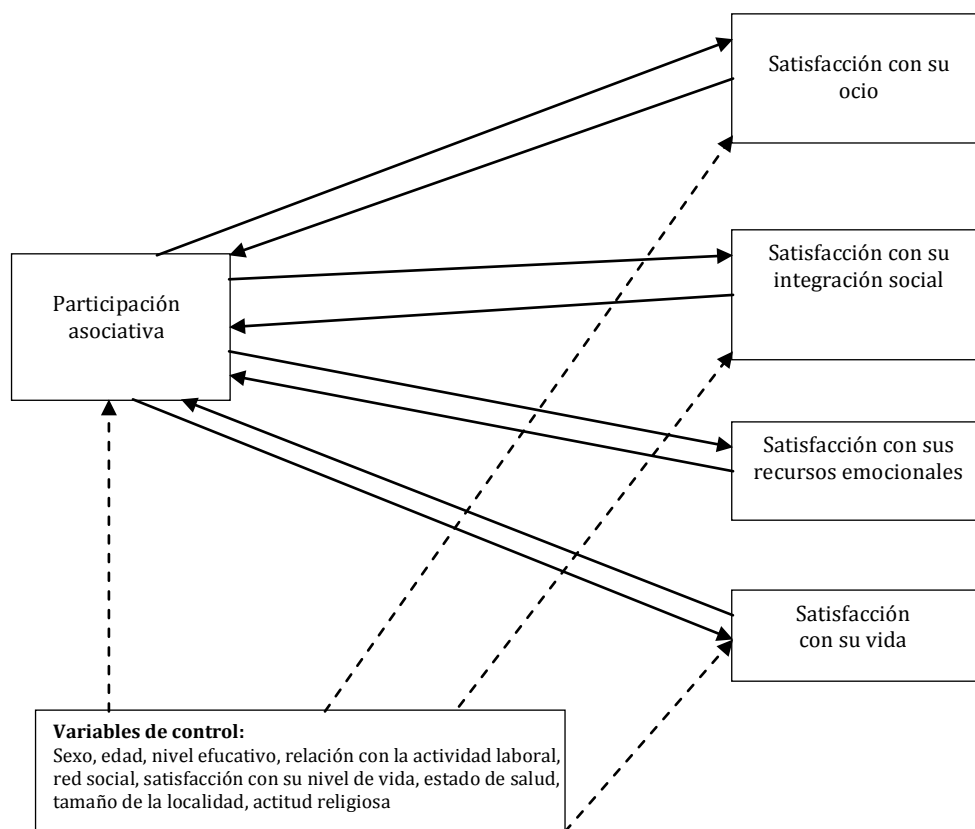 Satisfacción con su
ocio
Satisfacción con su
integración social
Participación
asociativa
Satisfacción con sus
recursos emocionales
Satisfacción
con su vida
Variables de control:
Sexo, edad, nivel efucativo, relación con la actividad laboral,
red social, satisfacción con su nivel de vida, estado de salud,
tamaño de la localidad, actitud religiosa